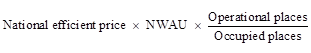 National efficient price × NWAU × Operational places
Occupied places